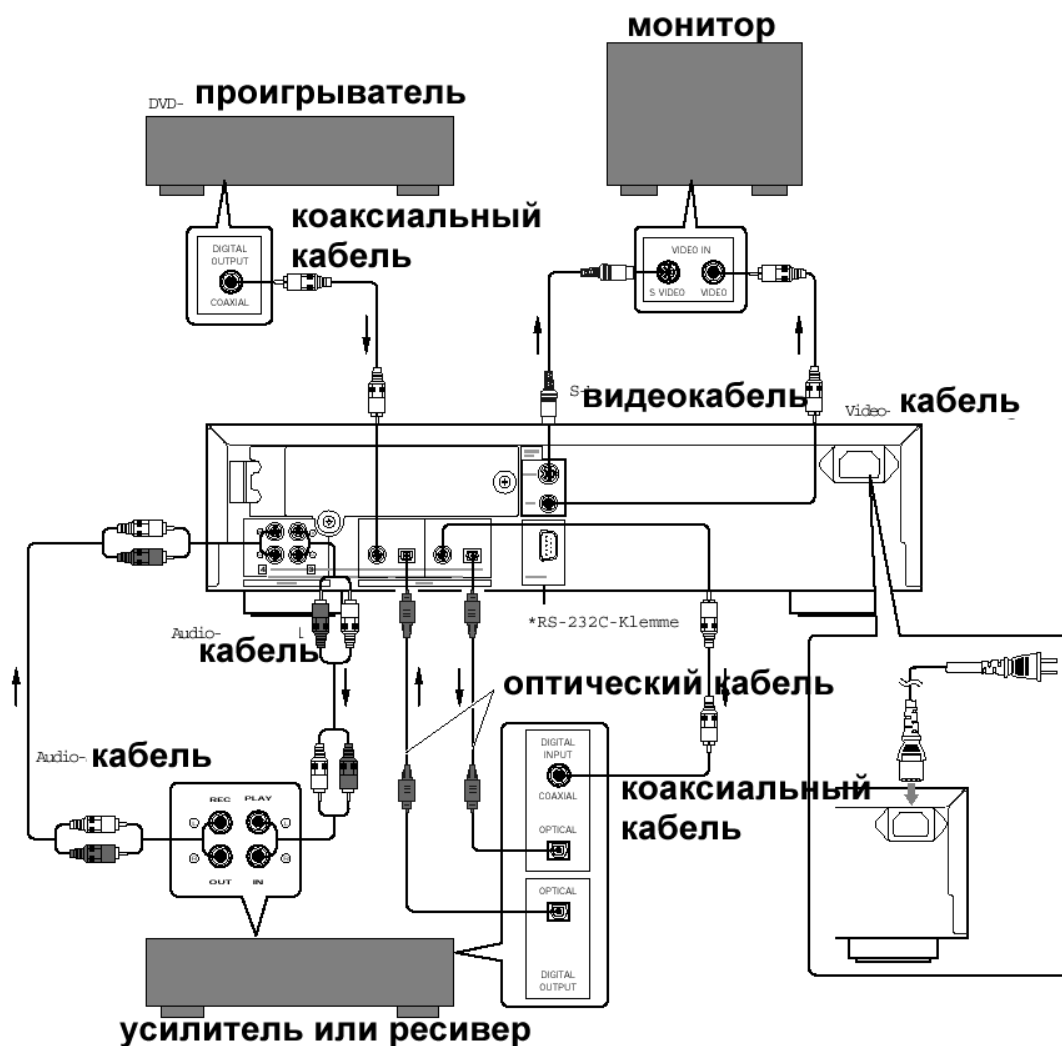 монитор
DVD- проигрыватель
коаксиальный
кабель
DIGITAL
OUTPUT
COAXIAL
VIDEO IN
S VIDEO VIDEO
S- видеокабель
Video- кабель
4 3
*RS-232C-Klemme
Audio-
кабель
оптический кабель
Audio- кабель
DIGITAL
INPUT
COAXIAL
коаксиальный
кабель
OPTICAL
REC PLAY
L L
R R
OUT IN
OPTICAL
DIGITAL
OUTPUT
усилитель или ресивер